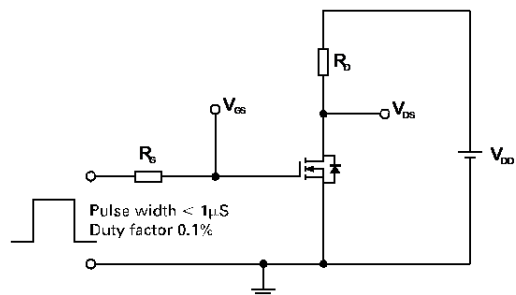 R_D
V_GS
V_DS
R_G
V_DD
Pulse width < 1μS
Duty factor 0.1%